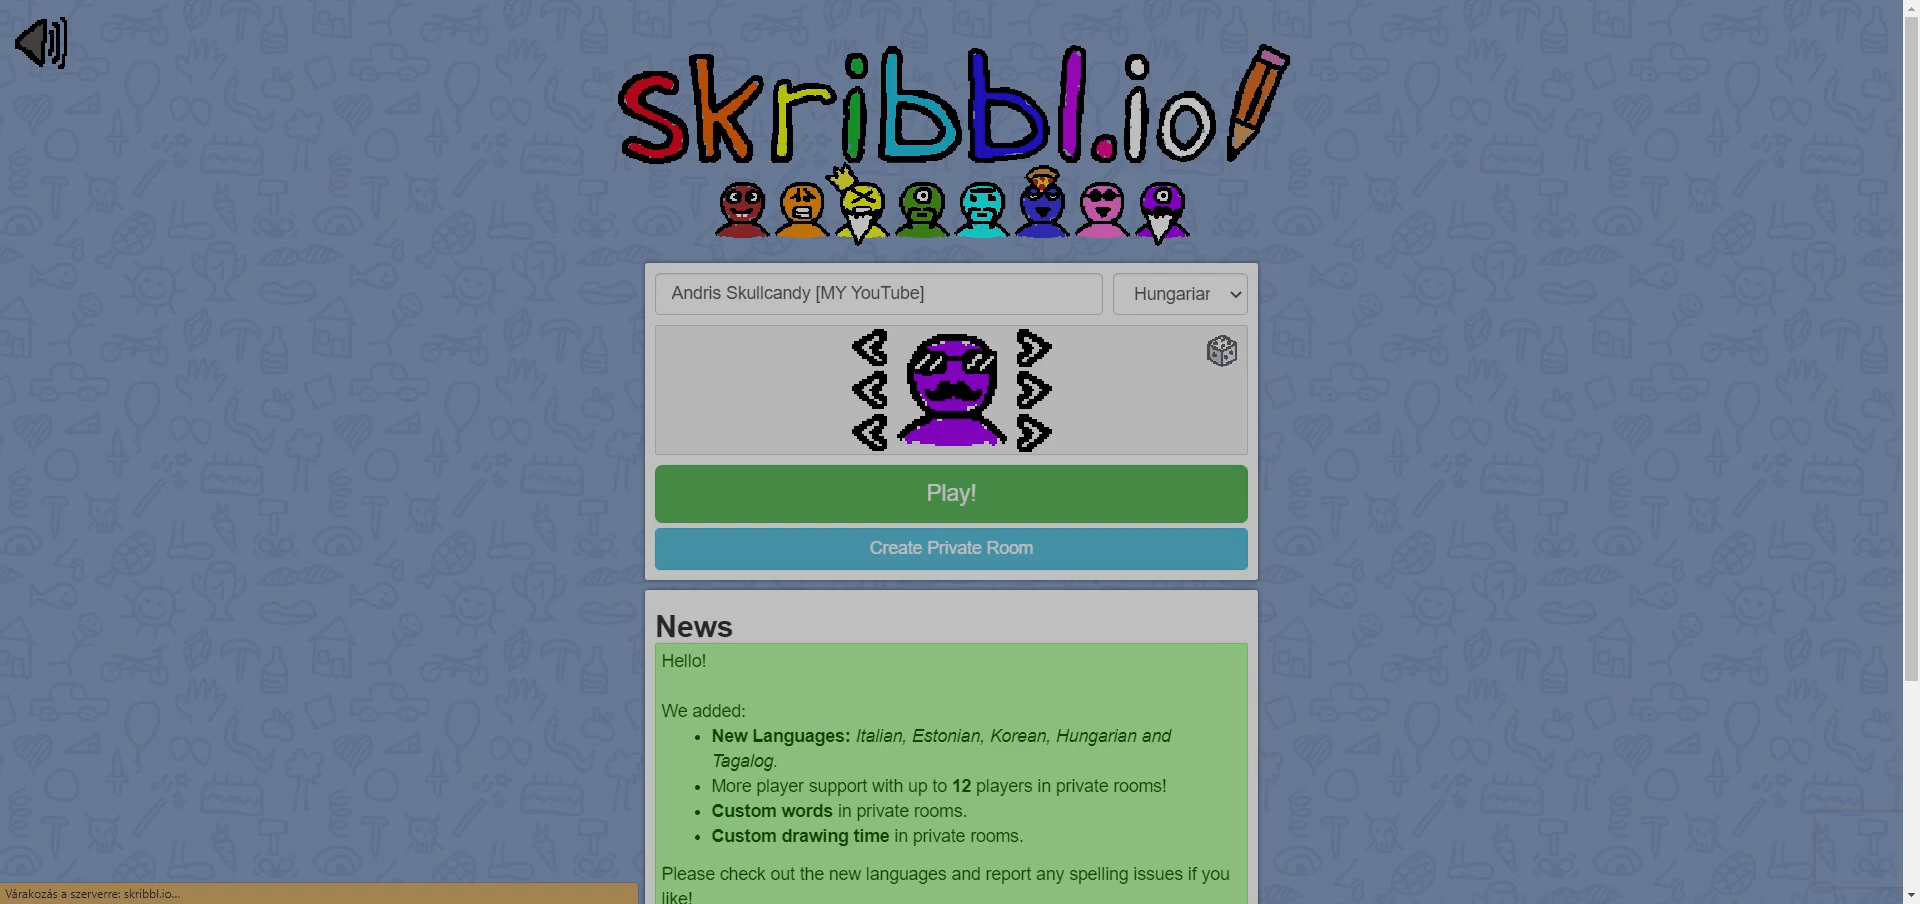 skribbl.io
Andris Skullcandy [MY YouTube]
Hungarian
Play!
Create Private Room
News
Hello!
We added:
New Languages: Italian, Estonian, Korean, Hungarian and
Tagalog.
More player support with up to 12 players in private rooms!
Custom words in private rooms.
Custom drawing time in private rooms.
Please check out the new languages and report any spelling issues if you
like!
Várakozás a szerverre: skribbl.io...